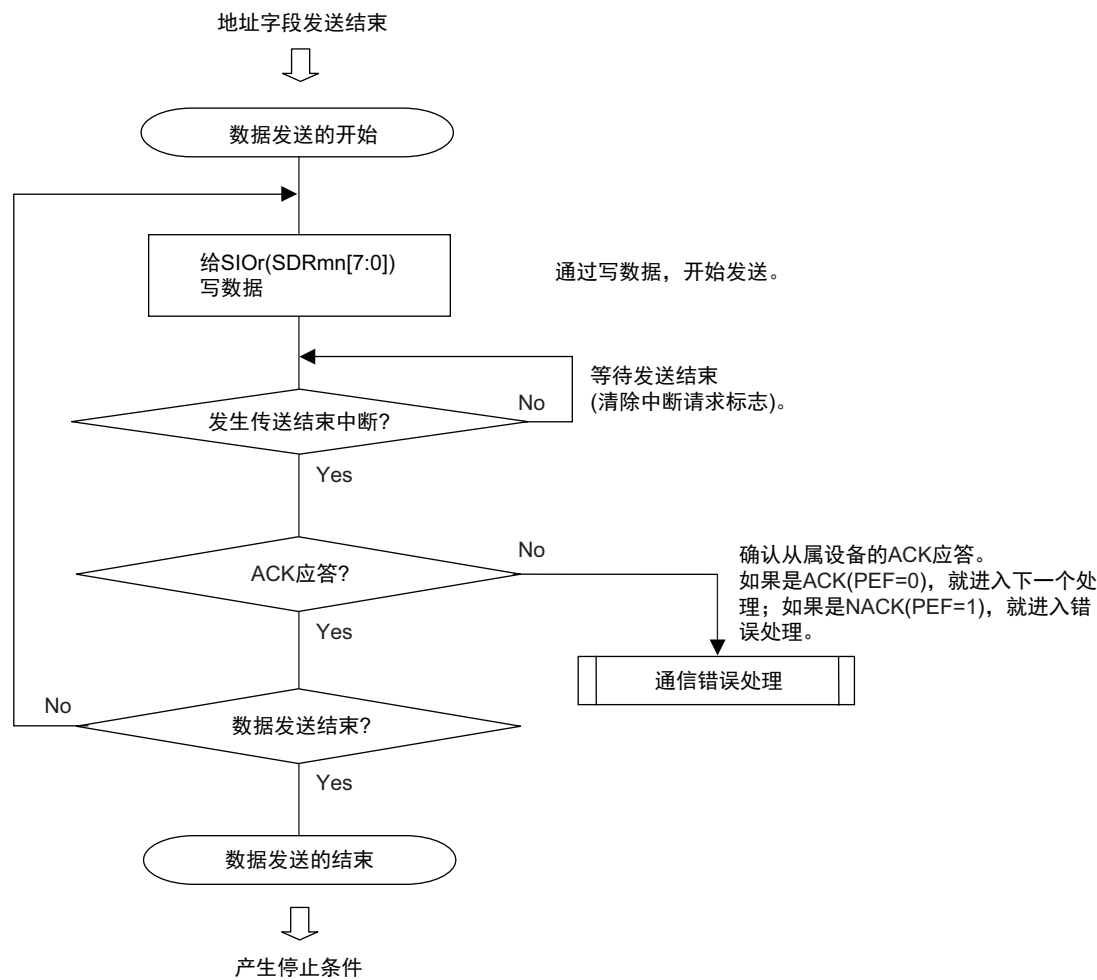 地址字段发送结束
数据发送的开始
给SIOr(SDRmn[7:0])
写数据
通过写数据，开始发送。
等待发送结束
(清除中断请求标志)。
No
发生传送结束中断?
Yes
No
ACK应答?
确认从属设备的ACK应答。
如果是ACK(PEF=0)，就进入下一个处
理；如果是NACK(PEF=1)，就进入错
误处理。
Yes
通信错误处理
No
数据发送结束?
Yes
数据发送的结束
产生停止条件